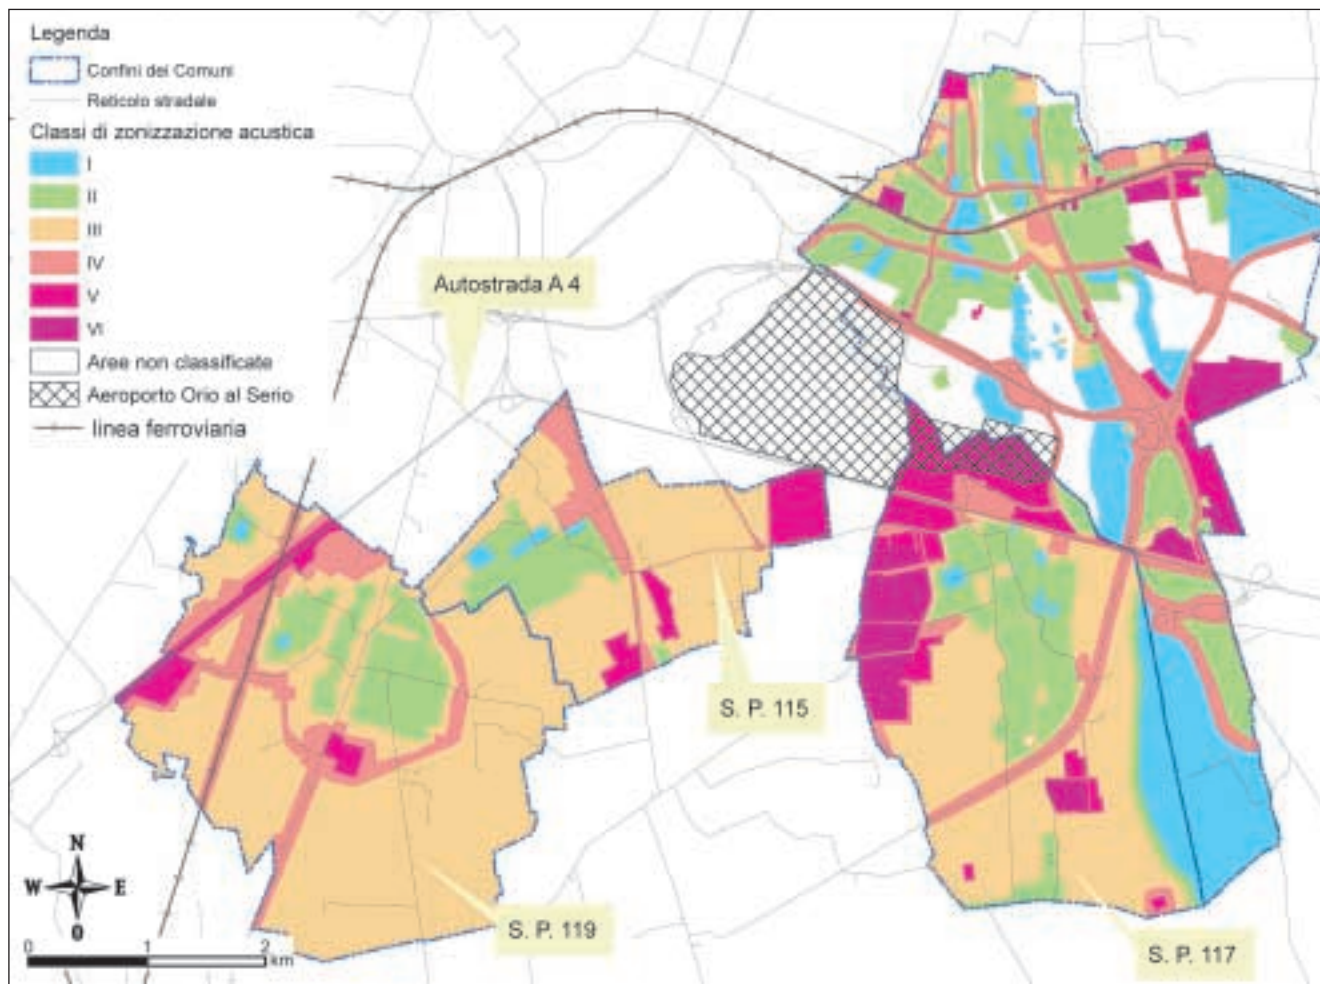 Legenda
Confini dei Comuni
Reticolo stradale
Classi di zonizzazione acustica
I
II
III
IV
V
VI
Aree non classificate
Aeroporto Orio al Serio
linea ferroviaria
Autostrada A 4
S. P. 115
S. P. 119
S. P. 117
N
W E
O
0 1 2
km